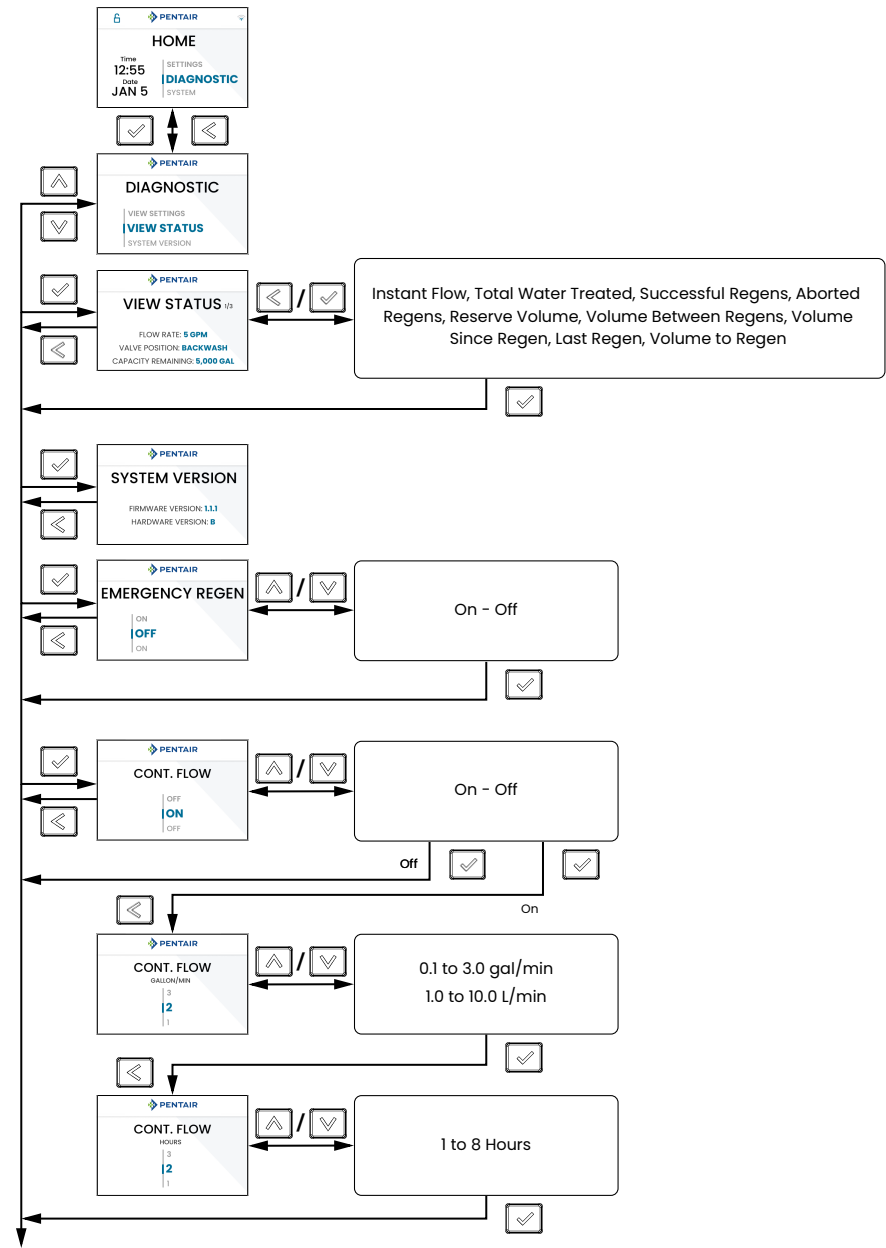 PENTAIR
HOME
Time
12:55
Date
JAN 5
SETTINGS
DIAGNOSTIC
SYSTEM
PENTAIR
DIAGNOSTIC
VIEW SETTINGS
VIEW STATUS
SYSTEM VERSION
PENTAIR
VIEW STATUS 1/3
FLOW RATE: 5 GPM
VALVE POSITION: BACKWASH
CAPACITY REMAINING: 5,000 GAL
/
Instant Flow, Total Water Treated, Successful Regens, Aborted
Regens, Reserve Volume, Volume Between Regens, Volume
Since Regen, Last Regen, Volume to Regen
PENTAIR
SYSTEM VERSION
FIRMWARE VERSION: 1.1.1
HARDWARE VERSION: B
PENTAIR
EMERGENCY REGEN
ON
OFF
ON
/
On - Off
PENTAIR
CONT. FLOW
OFF
ON
OFF
/
On - Off
Off
On
PENTAIR
CONT. FLOW
GALLON/MIN
3
2
1
/
0.1 to 3.0 gal/min
1.0 to 10.0 L/min
PENTAIR
CONT. FLOW
HOURS
3
2
1
/
1 to 8 Hours